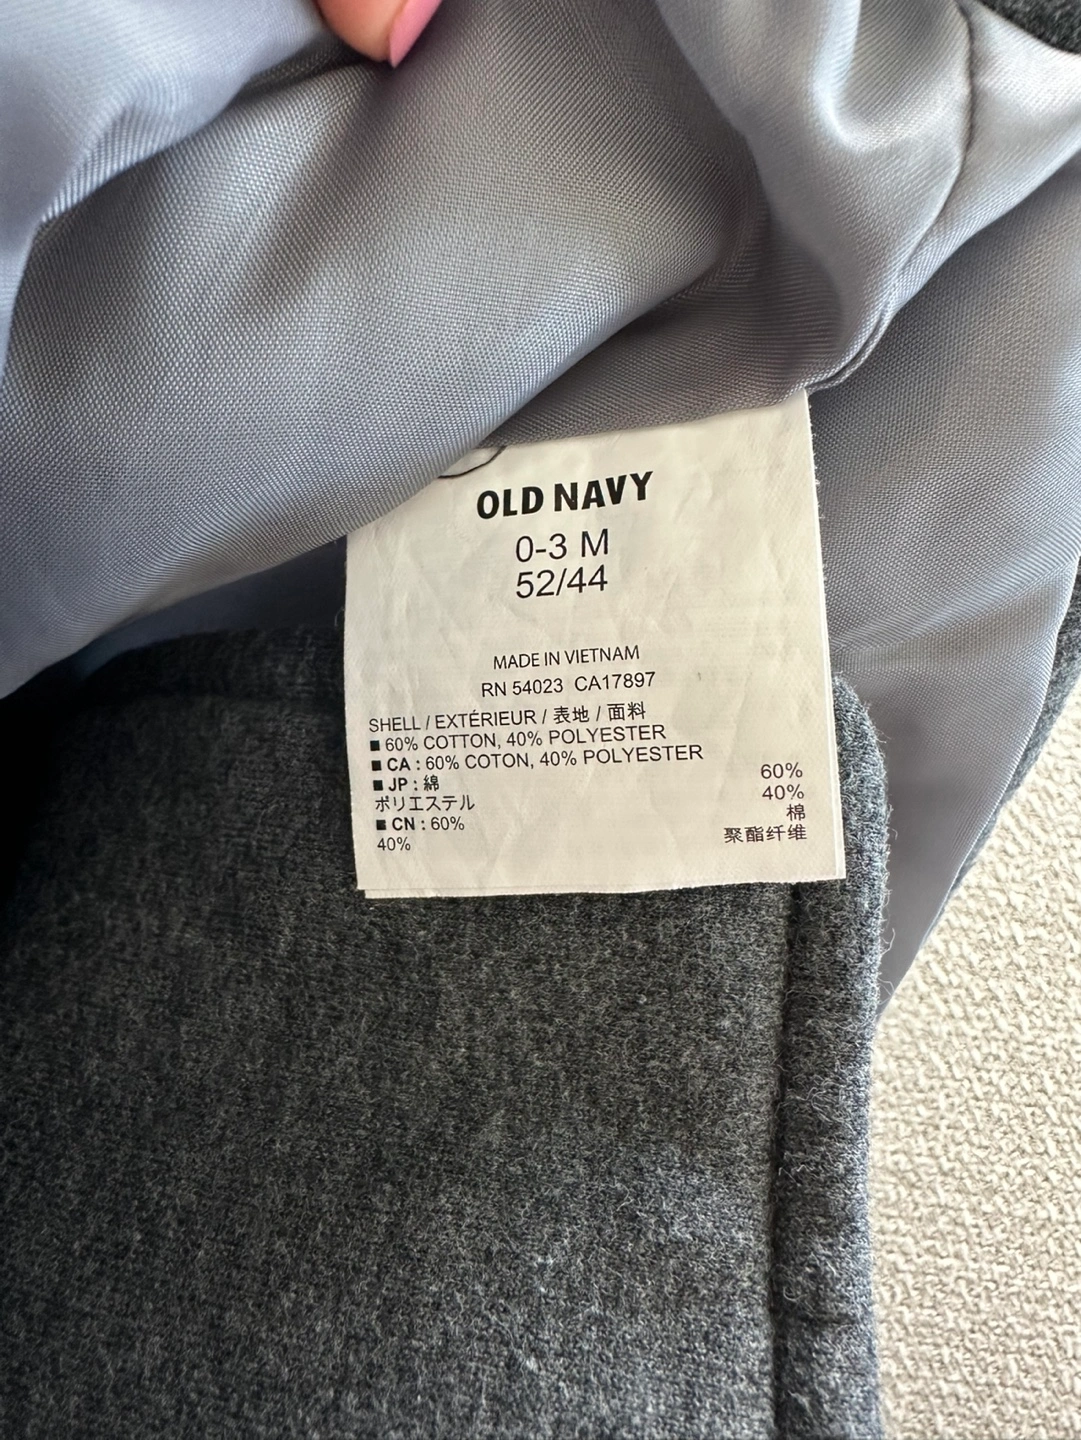 OLD NAVY
0-3 M
52/44
MADE IN VIETNAM
RN 54023 CA17897
SHELL / EXTÉRIEUR / 表地 / 面料
■ 60% COTTON, 40% POLYESTER
■ CA : 60% COTON, 40% POLYESTER
■ JP : 綿 60%
ポリエステル 40%
■ CN : 60% 棉
40% 聚酯纤维